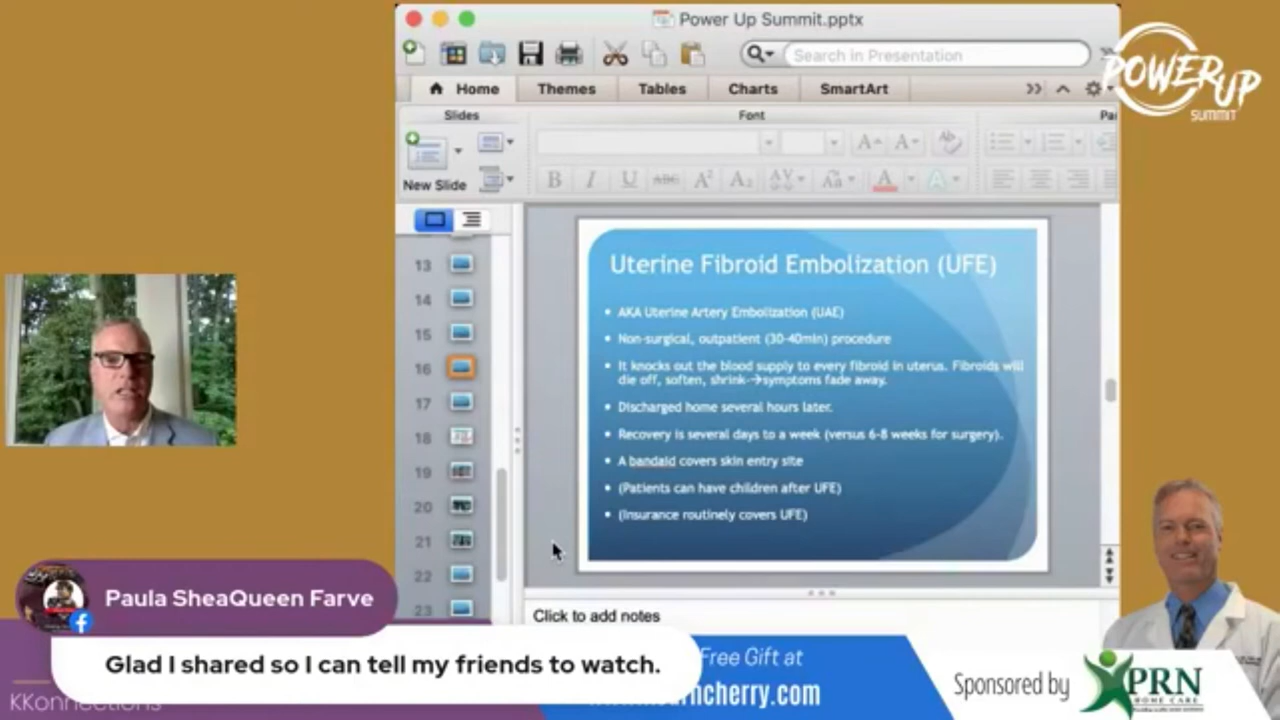 Power Up Summit.pptx
Search in Presentation
POWER UP
SUMMIT
Home
Themes
Tables
Charts
SmartArt
Slides
Font
New Slide
13
14
15
16
17
18
19
20
21
22
23
Uterine Fibroid Embolization (UFE)
• AKA Uterine Artery Embolization (UAE)
• Non-surgical, outpatient (30-40min) procedure
• It knocks out the blood supply to every fibroid in uterus. Fibroids will
die off, soften, shrink-→symptoms fade away.
• Discharged home several hours later.
• Recovery is several days to a week (versus 6-8 weeks for surgery).
• A bandaid covers skin entry site
• (Patients can have children after UFE)
• (Insurance routinely covers UFE)
Click to add notes
Paula SheaQueen Farve
Glad I shared so I can tell my friends to watch.
Free Gift at
Sponsored by
PRN
HOME CARE